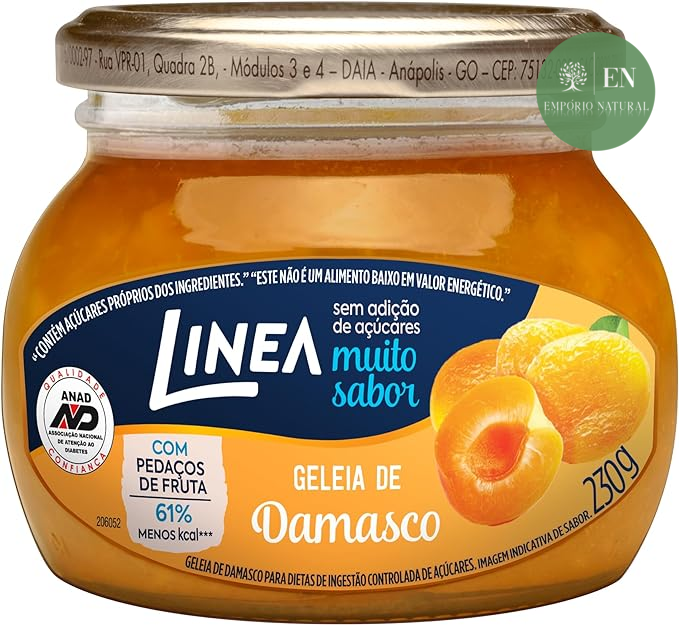 0002-97 - Rua VPR-01, Quadra 2B, - Módulos 3 e 4 – DAIA - Anápolis - GO – CEP: 75132
EN
EMPÓRIO NATURAL
"CONTÉM AÇÚCARES PRÓPRIOS DOS INGREDIENTES." "ESTE NÃO É UM ALIMENTO BAIXO EM VALOR ENERGÉTICO."
LINEA
sem adição
de açúcares
muito
sabor
QUALIDADE
ANAD
ASSOCIAÇÃO NACIONAL
DE ATENÇÃO AO
DIABETES
CONFIANÇA
COM
PEDAÇOS
DE FRUTA
61%
MENOS kcal***
206052
GELEIA DE
Damasco
230g
GELEIA DE DAMASCO PARA DIETAS DE INGESTÃO CONTROLADA DE AÇÚCARES. IMAGEM INDICATIVA DE SABOR.